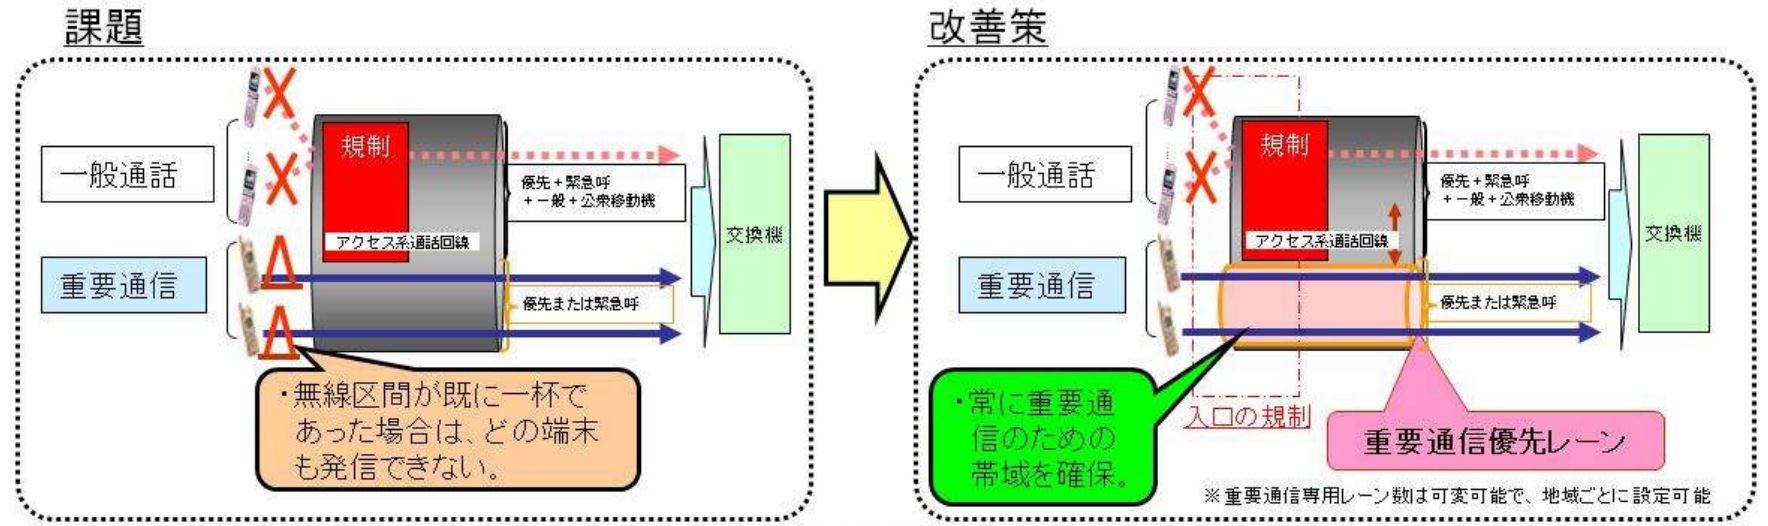 課題
一般通話
規制
アクセス系通話回線
優先+緊急呼
+一般+公衆移動機
交換機
重要通信
優先または緊急呼
・無線区間が既に一杯で
あった場合は、どの端末
も発信できない。
改善策
一般通話
規制
アクセス系通話回線
優先+緊急呼
+一般+公衆移動機
交換機
重要通信
優先または緊急呼
・常に重要通
信のための
帯域を確保。
入口の規制
重要通信優先レーン
※重要通信専用レーン数は可変可能で、地域ごとに設定可能